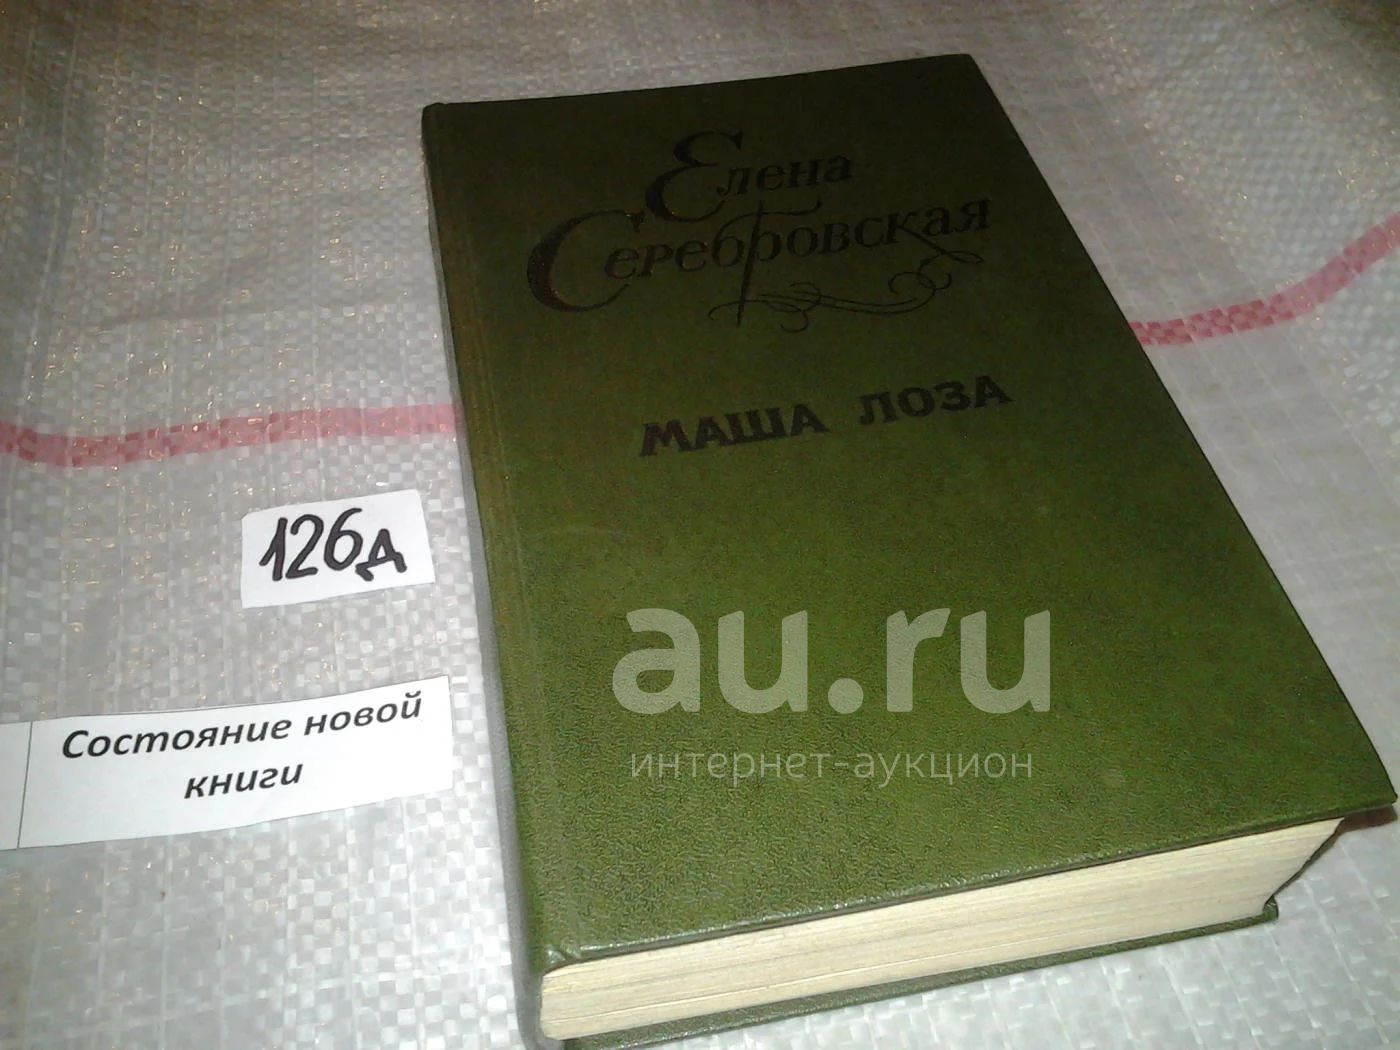 Елена
Серебровская
МАША ЛОЗА
126д
Состояние новой
книги
au.ru
интернет-аукцион